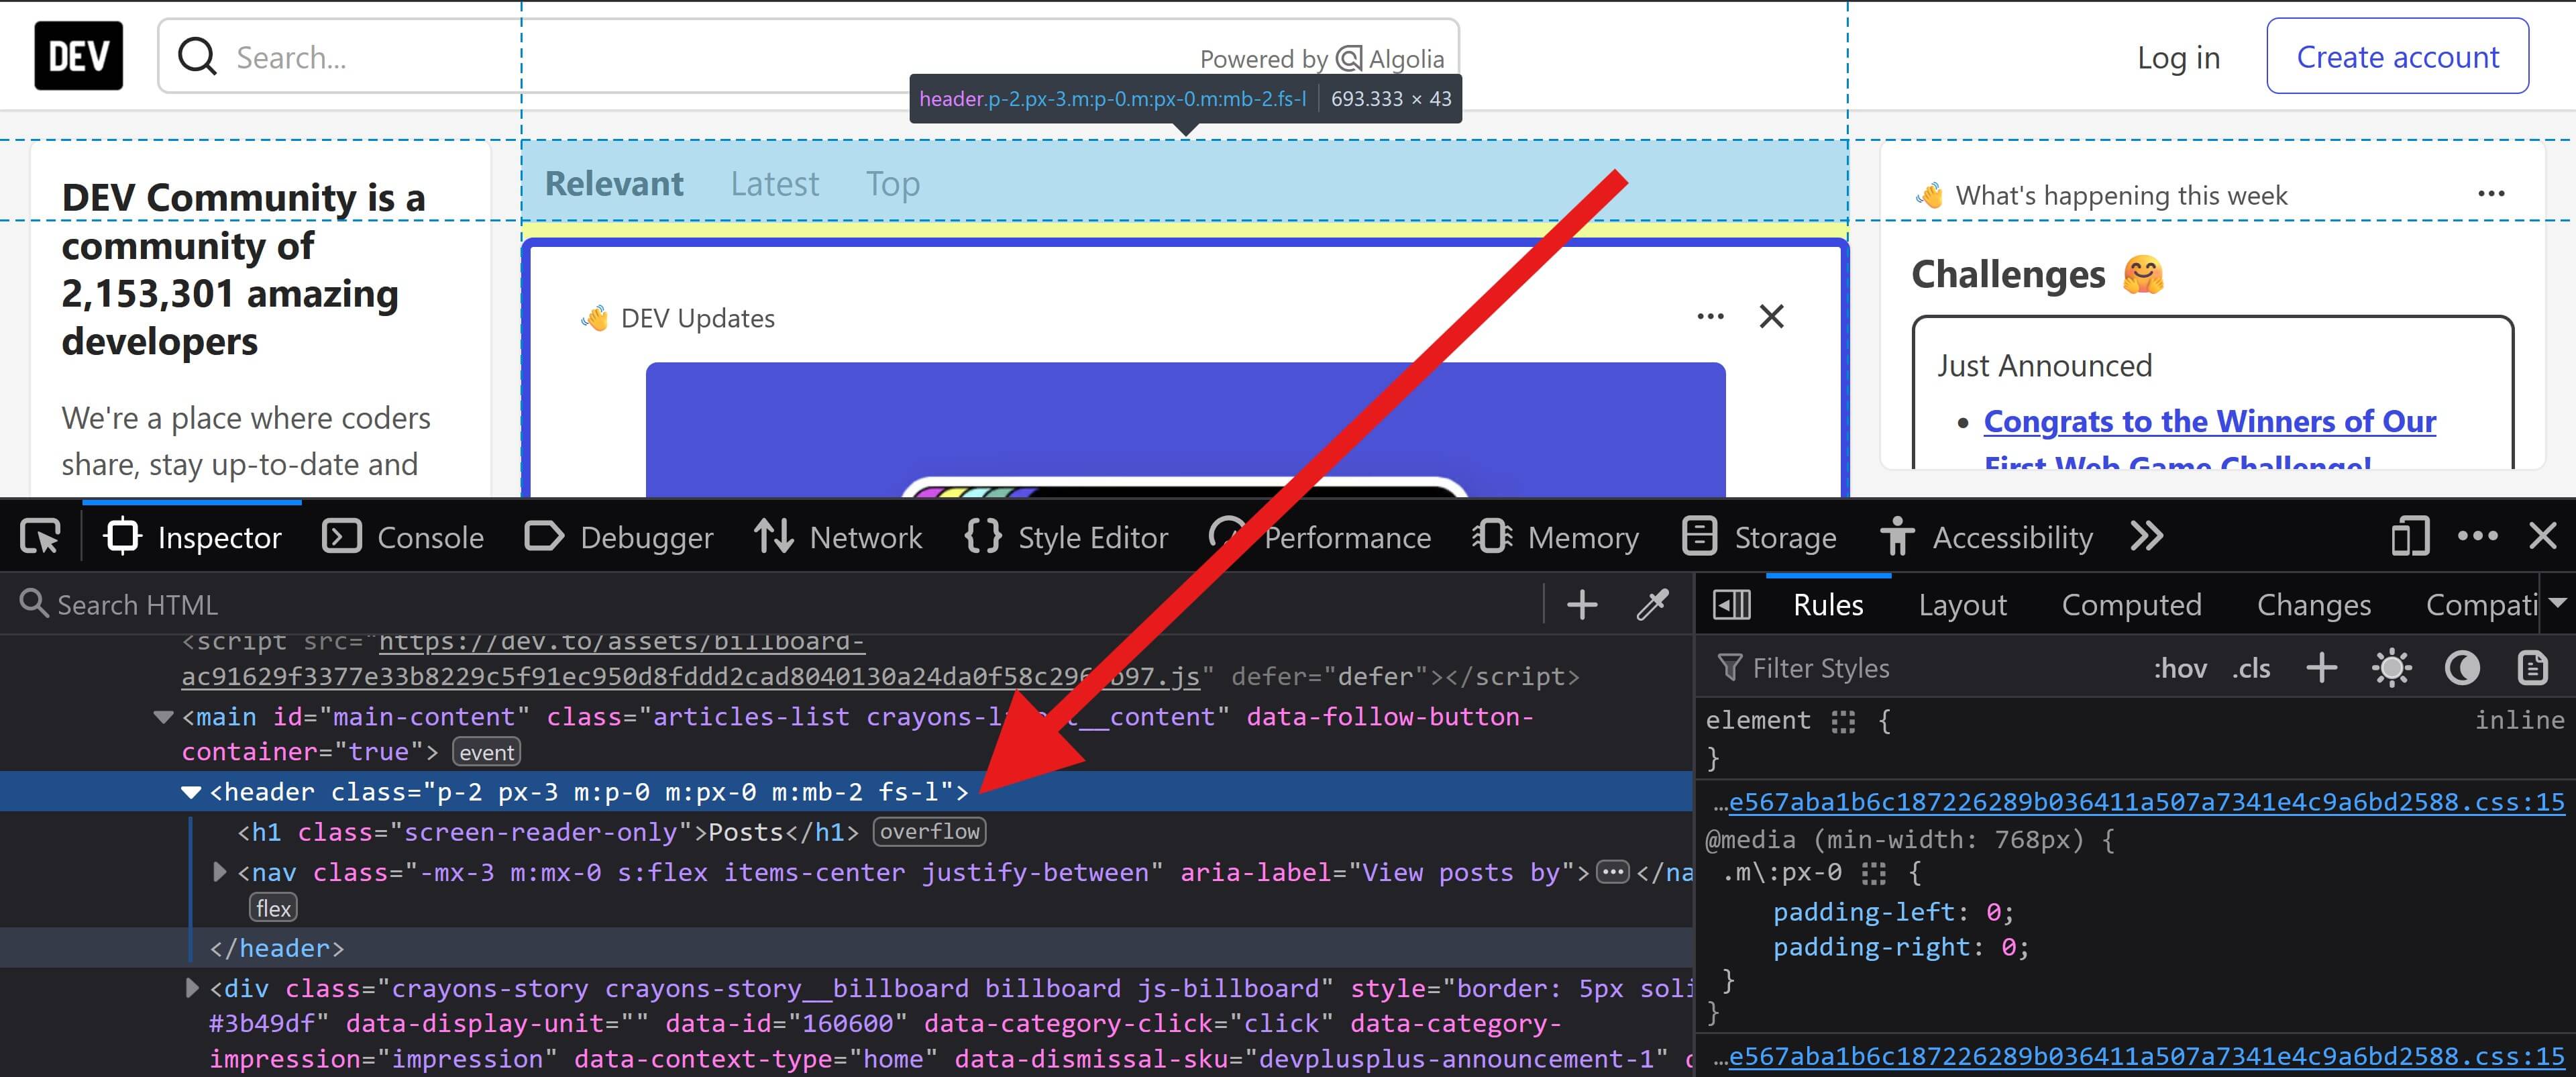 DEV
Search...
Powered by Algolia
Log in
Create account
header.p-2.px-3.m:p-0.m:px-0.m:mb-2.fs-l 693.333 × 43
DEV Community is a
community of
2,153,301 amazing
developers
We're a place where coders
share, stay up-to-date and
Relevant Latest Top
DEV Updates
What's happening this week
Challenges 🤗
Just Announced
• Congrats to the Winners of Our
First Web Game Challenge!
Inspector Console Debugger Network Style Editor Performance Memory Storage Accessibility
Search HTML
<script src="https://dev.to/assets/billboard-
defer="defer"></script>
<main id="main-content" class="articles-list data-follow-button-
container="true"> event
<header class="p-2 px-3 m:p-0 m:px-0 m:mb-2 fs-l">
<h1 class="screen-reader-only">Posts</h1> overflow
<nav class="-mx-3 m:mx-0 s:flex items-center justify-between" aria-label="View posts by"></na
flex
</header>
<div class="crayons-story crayons-story__billboard billboard js-billboard" style="border: 5px soli
#3b49df" data-display-unit="" data-id="160600" data-category-click="click" data-category-
impression="impression" data-context-type="home" data-dismissal-sku="devplusplus-announcement-1"
Rules Layout Computed Changes Compati
Filter Styles :hov .cls
element { inline
}
…e567aba1b6c187226289b036411a507a7341e4c9a6bd2588.css:15
@media (min-width: 768px) {
.m\:px-0 {
padding-left: 0;
padding-right: 0;
}
}
…e567aba1b6c187226289b036411a507a7341e4c9a6bd2588.css:15